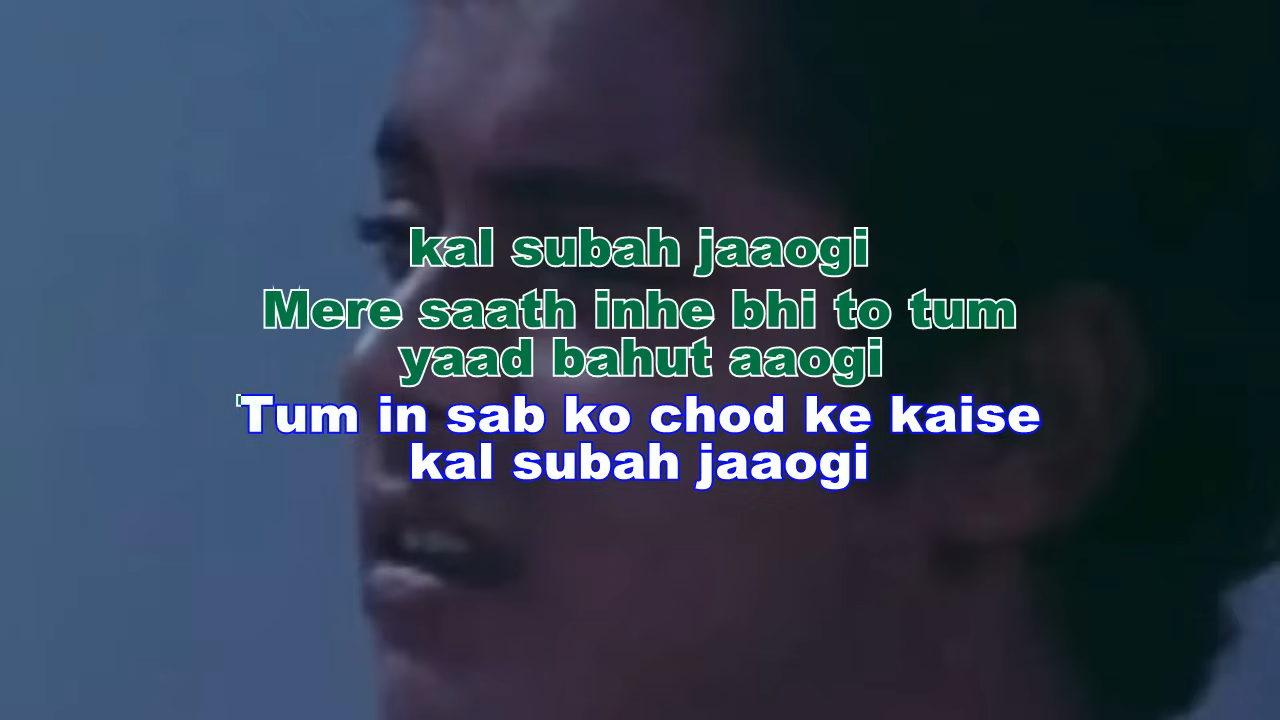 kal subah jaaogi
Mere saath inhe bhi to tum
yaad bahut aaogi
Tum in sab ko chod ke kaise
kal subah jaaogi